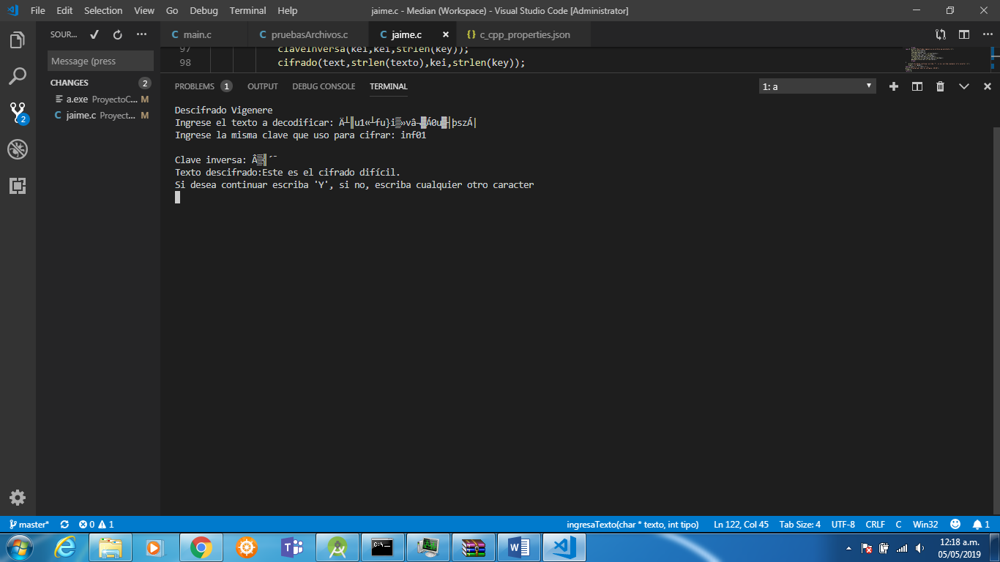 File Edit Selection View Go Debug Terminal Help
jaime.c - Median (Workspace) - Visual Studio Code [Administrator]
SOUR...
main.c
pruebasArchivos.c
jaime.c
{} c_cpp_properties.json
Message (press
CHANGES 2
a.exe ProyectoC... M
jaime.c Proyect... M
2
97 claveInversa(kei,kei,strlen(key));
98 cifrado(text,strlen(texto),kei,strlen(key));
PROBLEMS 1 OUTPUT DEBUG CONSOLE TERMINAL
1: a
Descifrado Vigenere
Ingrese el texto a decodificar: Ä┴║u1«┴fu}i▒»vâ¬▓Á0u▓┤þszÁ|
Ingrese la misma clave que uso para cifrar: inf01
Clave inversa: Â▒╣´¯
Texto descifrado:Este es el cifrado difícil.
Si desea continuar escriba 'Y', si no, escriba cualquier otro caracter
master* 0 1
ingresaTexto(char * texto, int tipo) Ln 122, Col 45 Tab Size: 4 UTF-8 CRLF C Win32 1
C:\_
12:18 a.m.
05/05/2019